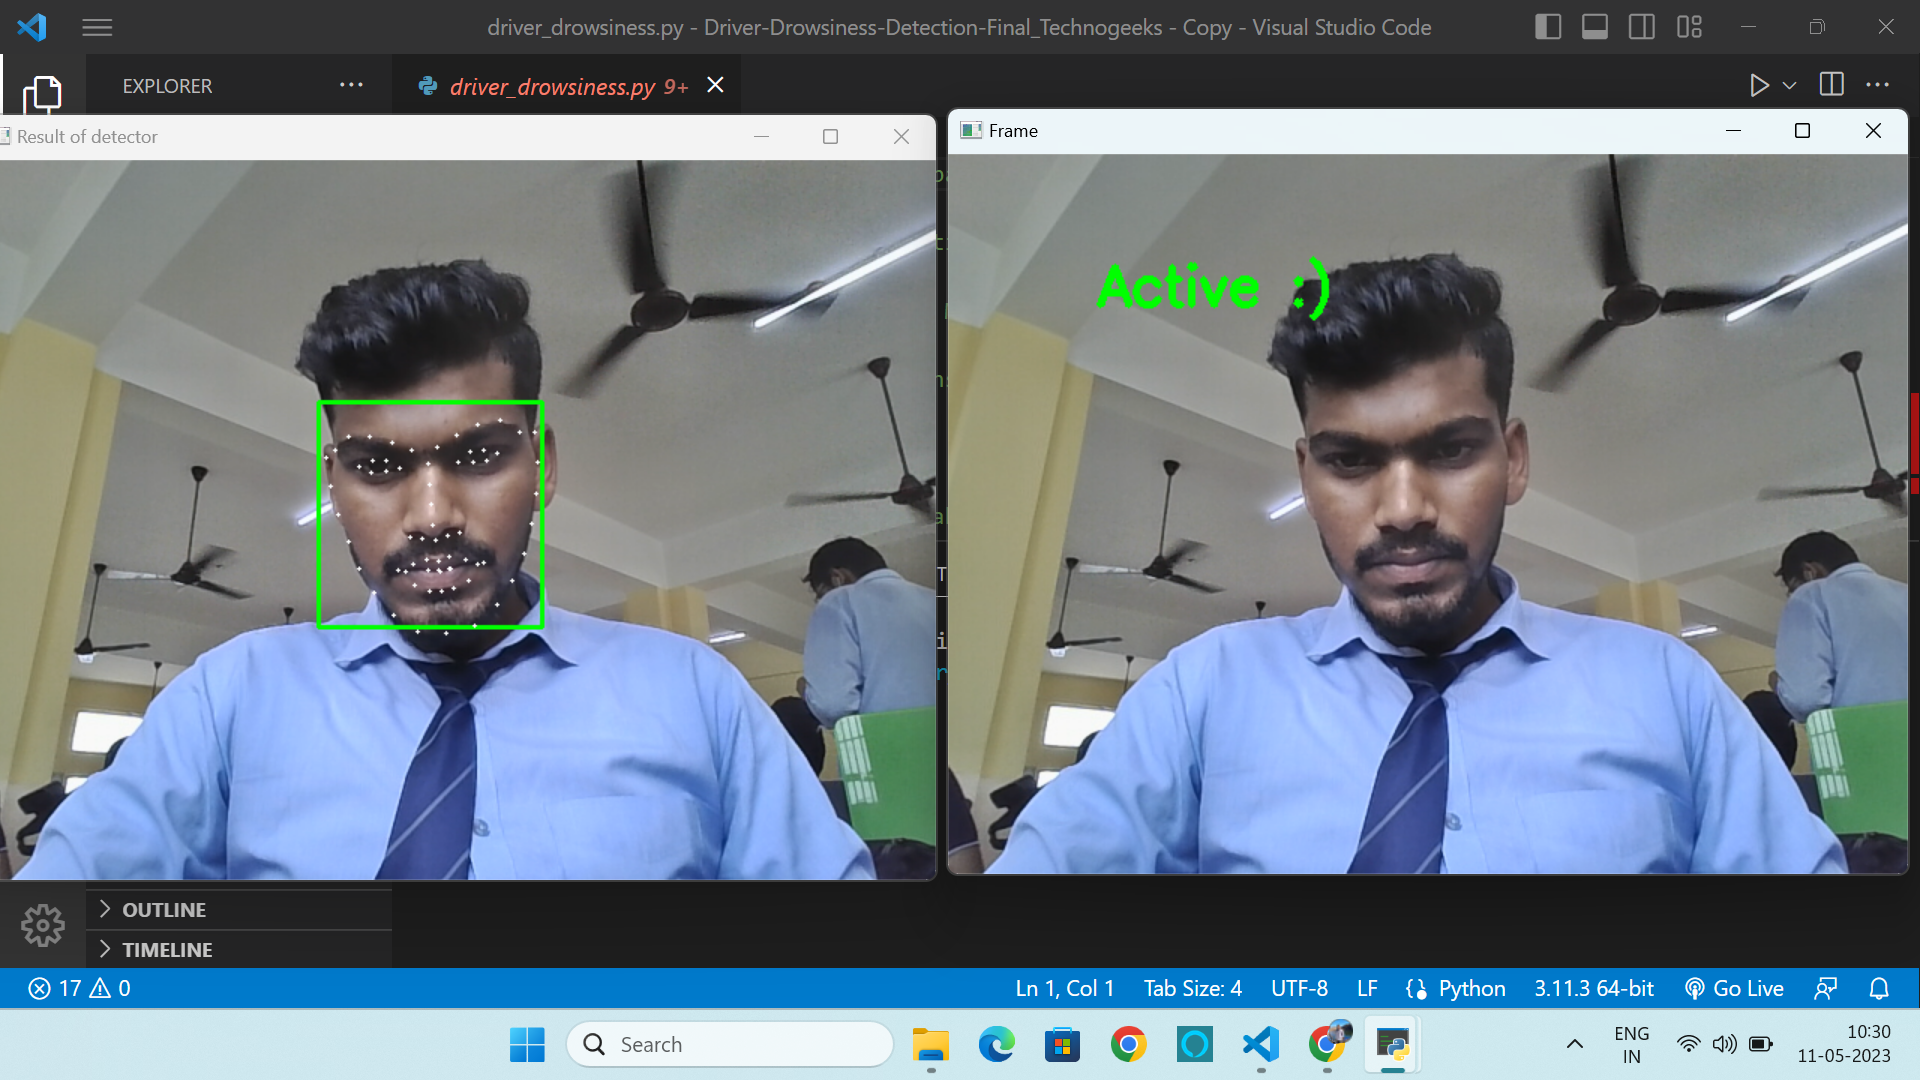 driver_drowsiness.py - Driver-Drowsiness-Detection-Final_Technogeeks - Copy - Visual Studio Code
EXPLORER
driver_drowsiness.py 9+
Result of detector
Frame
Active :)
OUTLINE
TIMELINE
17 0
Ln 1, Col 1 Tab Size: 4 UTF-8 LF Python 3.11.3 64-bit Go Live
Search
ENG
IN
10:30
11-05-2023